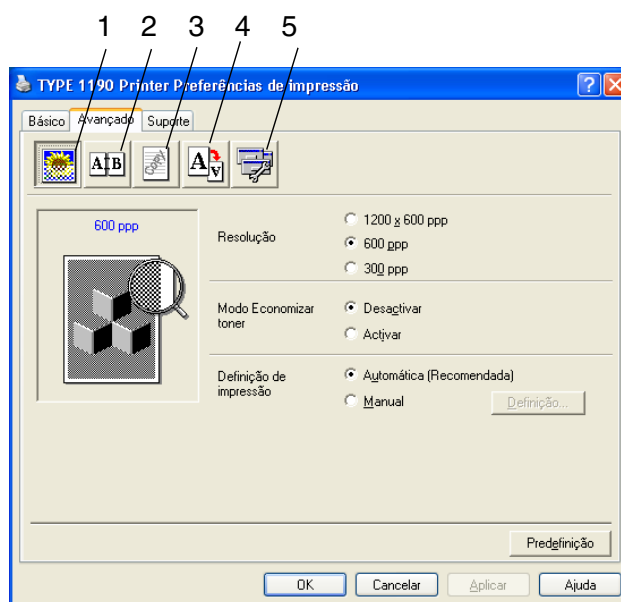 1 2 3 4 5
TYPE 1190 Printer Preferências de impressão
Básico Avançado Suporte
A B A A
600 ppp
Resolução
1200 x 600 ppp
600 ppp
300 ppp
Modo Economizar
toner
Desactivar
Activar
Definição de
impressão
Automática (Recomendada)
Manual
Definição...
Predefinição
OK Cancelar Aplicar Ajuda